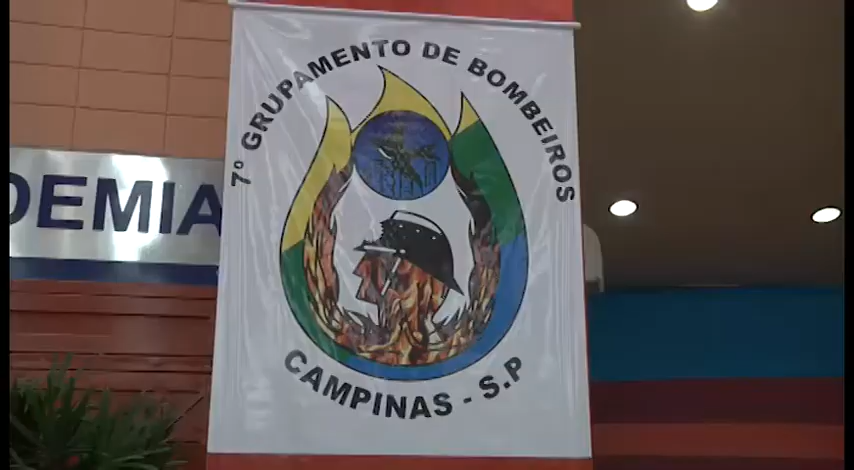 7º GRUPAMENTO DE BOMBEIROS
CAMPINAS - S.P
DEMIA